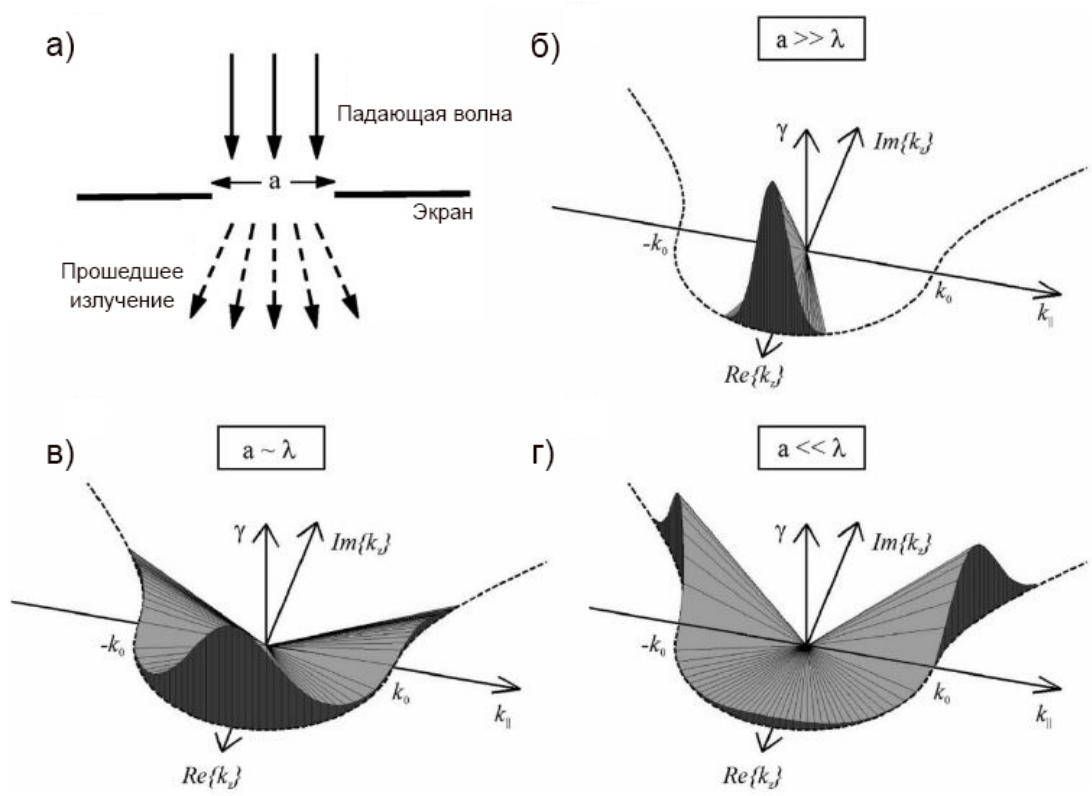 а)
Падающая волна
a
Экран
Прошедшее
излучение
б)
a >> λ
γ
Im{k_z}
-k₀
k₀
k_||
Re{k_z}
в)
a ~ λ
γ
Im{k_z}
-k₀
k₀
k_||
Re{k_z}
г)
a << λ
γ
Im{k_z}
-k₀
k₀
k_||
Re{k_z}